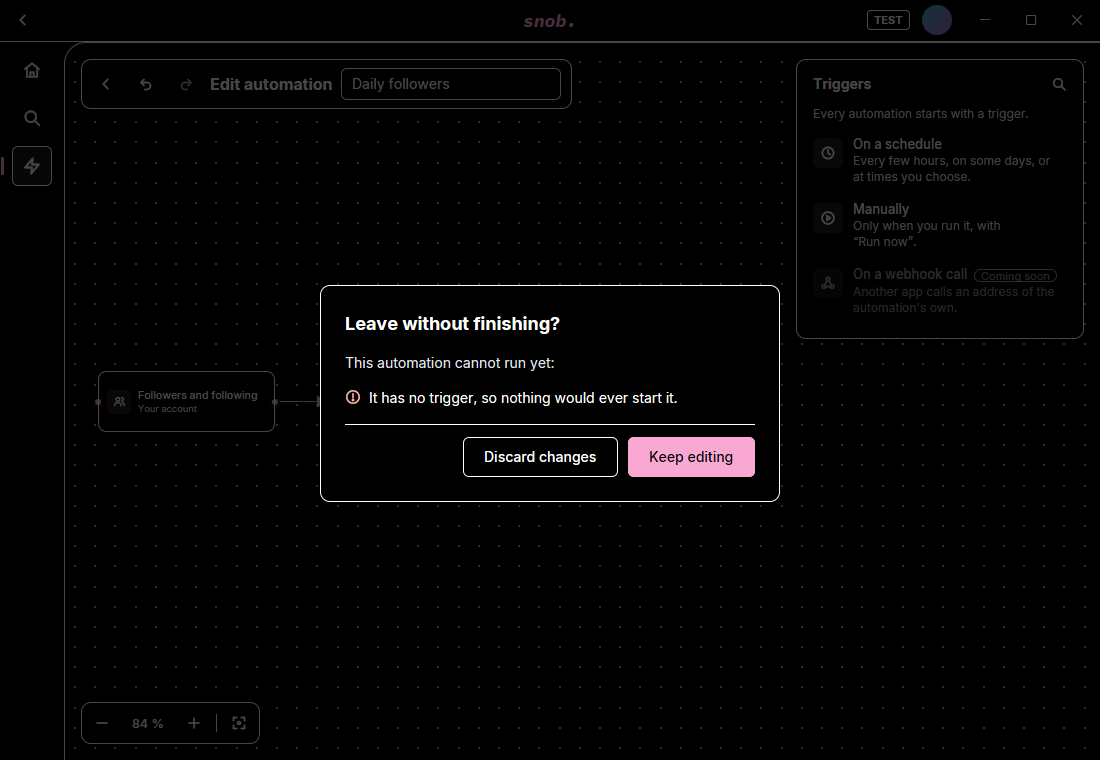 snob.
TEST
Edit automation
Daily followers
Triggers
Every automation starts with a trigger.
On a schedule
Every few hours, on some days, or
at times you choose.
Manually
Only when you run it, with
“Run now”.
On a webhook call
Coming soon
Another app calls an address of the
automation's own.
Leave without finishing?
This automation cannot run yet:
It has no trigger, so nothing would ever start it.
Discard changes
Keep editing
Followers and following
Your account
84 %